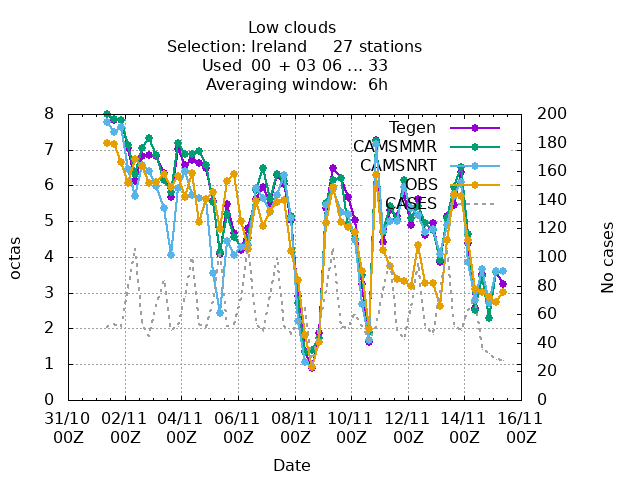 Low clouds
Selection: Ireland 27 stations
Used 00 + 03 06 ... 33
Averaging window: 6h
8 200
7 180
6 160
5 140
4 120
3 100
2 80
1 60
0 40
20
0
Tegen
CAMSMMR
CAMSNRT
OBS
CASES
octas
No cases
31/10 02/11 04/11 06/11 08/11 10/11 12/11 14/11 16/11
00Z 00Z 00Z 00Z 00Z 00Z 00Z 00Z 00Z
Date